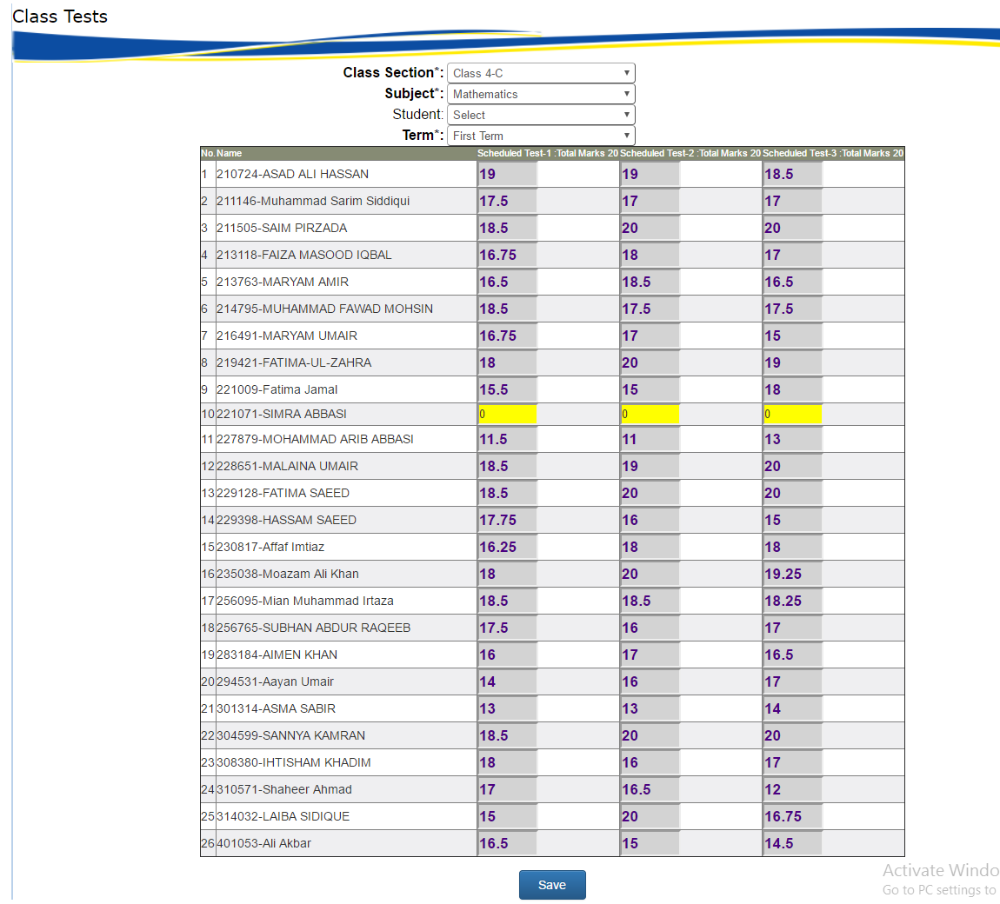 Class Tests
Class Section*: Class 4-C
Subject*: Mathematics
Student: Select
Term*: First Term
No. Name Scheduled Test-1 :Total Marks 20 Scheduled Test-2 :Total Marks 20 Scheduled Test-3 :Total Marks 20
1 210724-ASAD ALI HASSAN 19 19 18.5
2 211146-Muhammad Sarim Siddiqui 17.5 17 17
3 211505-SAIM PIRZADA 18.5 20 20
4 213118-FAIZA MASOOD IQBAL 16.75 18 17
5 213763-MARYAM AMIR 16.5 18.5 16.5
6 214795-MUHAMMAD FAWAD MOHSIN 18.5 17.5 17.5
7 216491-MARYAM UMAIR 16.75 17 15
8 219421-FATIMA-UL-ZAHRA 18 20 19
9 221009-Fatima Jamal 15.5 15 18
10 221071-SIMRA ABBASI 0 0 0
11 227879-MOHAMMAD ARIB ABBASI 11.5 11 13
12 228651-MALAINA UMAIR 18.5 19 20
13 229128-FATIMA SAEED 18.5 20 20
14 229398-HASSAM SAEED 17.75 16 15
15 230817-Affaf Imtiaz 16.25 18 18
16 235038-Moazam Ali Khan 18 20 19.25
17 256095-Mian Muhammad Irtaza 18.5 18.5 18.25
18 256765-SUBHAN ABDUR RAQEEB 17.5 16 17
19 283184-AIMEN KHAN 16 17 16.5
20 294531-Aayan Umair 14 16 17
21 301314-ASMA SABIR 13 13 14
22 304599-SANNYA KAMRAN 18.5 20 20
23 308380-IHTISHAM KHADIM 18 16 17
24 310571-Shaheer Ahmad 17 16.5 12
25 314032-LAIBA SIDIQUE 15 20 16.75
26 401053-Ali Akbar 16.5 15 14.5
Save
Activate Windo
Go to PC settings to